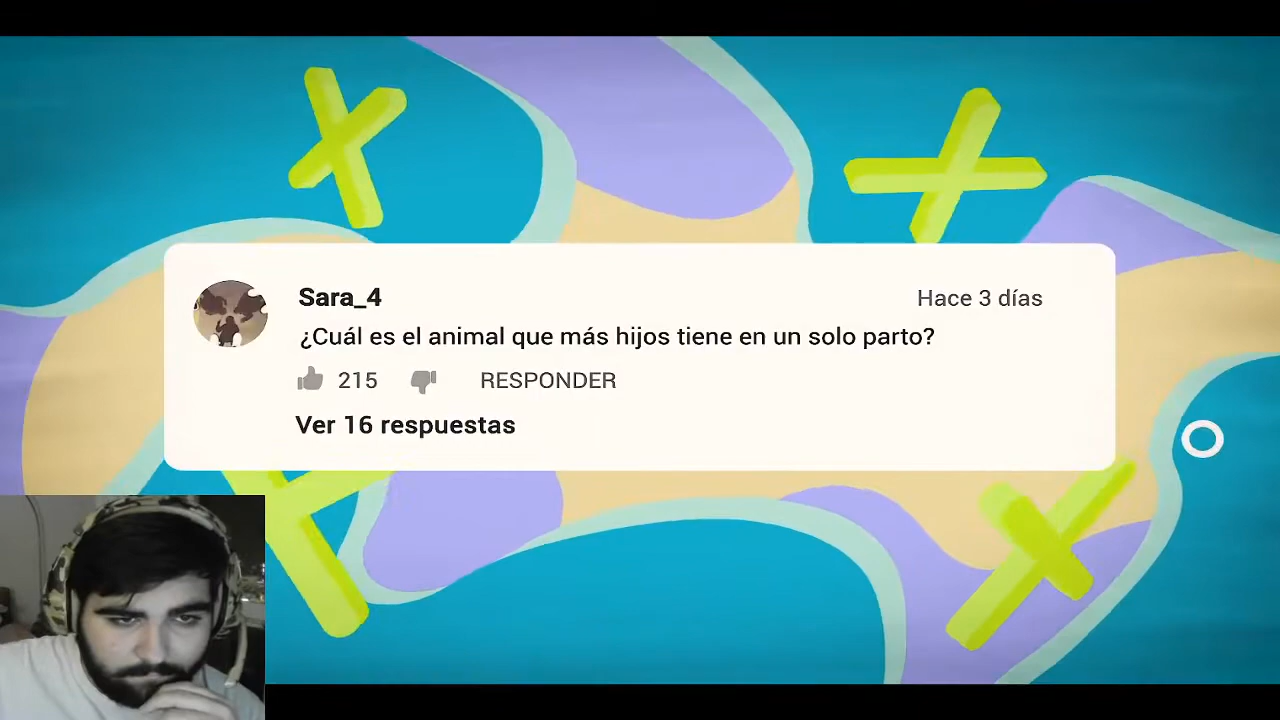 Sara_4
Hace 3 días
¿Cuál es el animal que más hijos tiene en un solo parto?
215 RESPONDER
Ver 16 respuestas